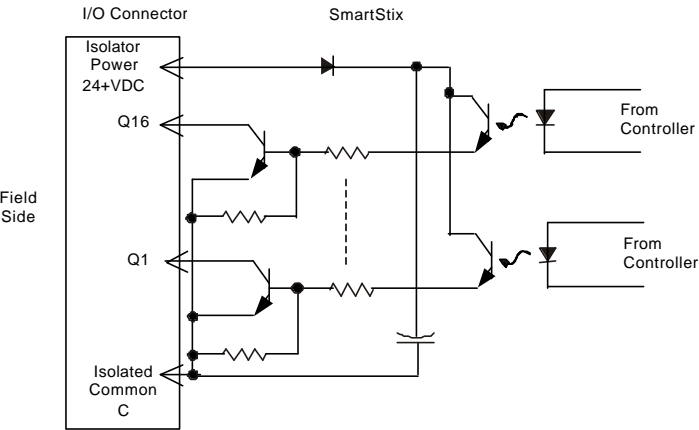 I/O Connector
SmartStix
Isolator
Power
24+VDC
From
Controller
Q16
Field
Side
Q1
From
Controller
Isolated
Common
C